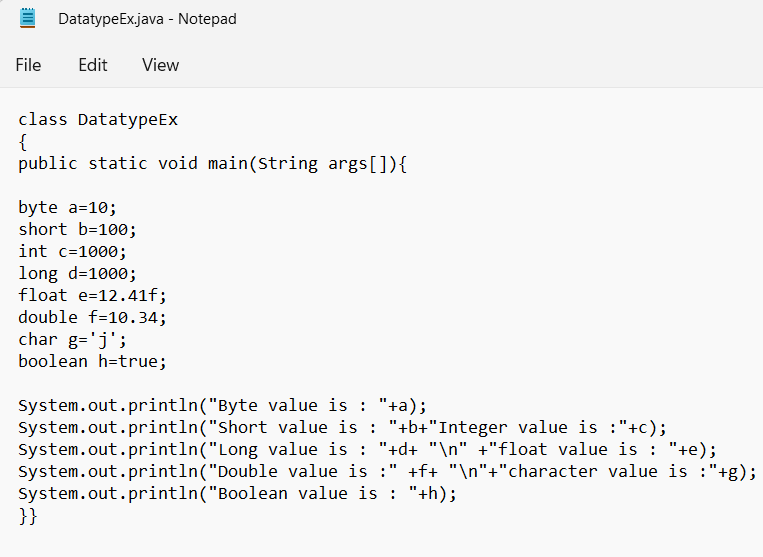 DatatypeEx.java - Notepad
File Edit View
class DatatypeEx
{
public static void main(String args[]){
byte a=10;
short b=100;
int c=1000;
long d=1000;
float e=12.41f;
double f=10.34;
char g='j';
boolean h=true;
System.out.println("Byte value is : "+a);
System.out.println("Short value is : "+b+"Integer value is :"+c);
System.out.println("Long value is : "+d+ "\n" +"float value is : "+e);
System.out.println("Double value is :" +f+ "\n"+"character value is :"+g);
System.out.println("Boolean value is : "+h);
}}